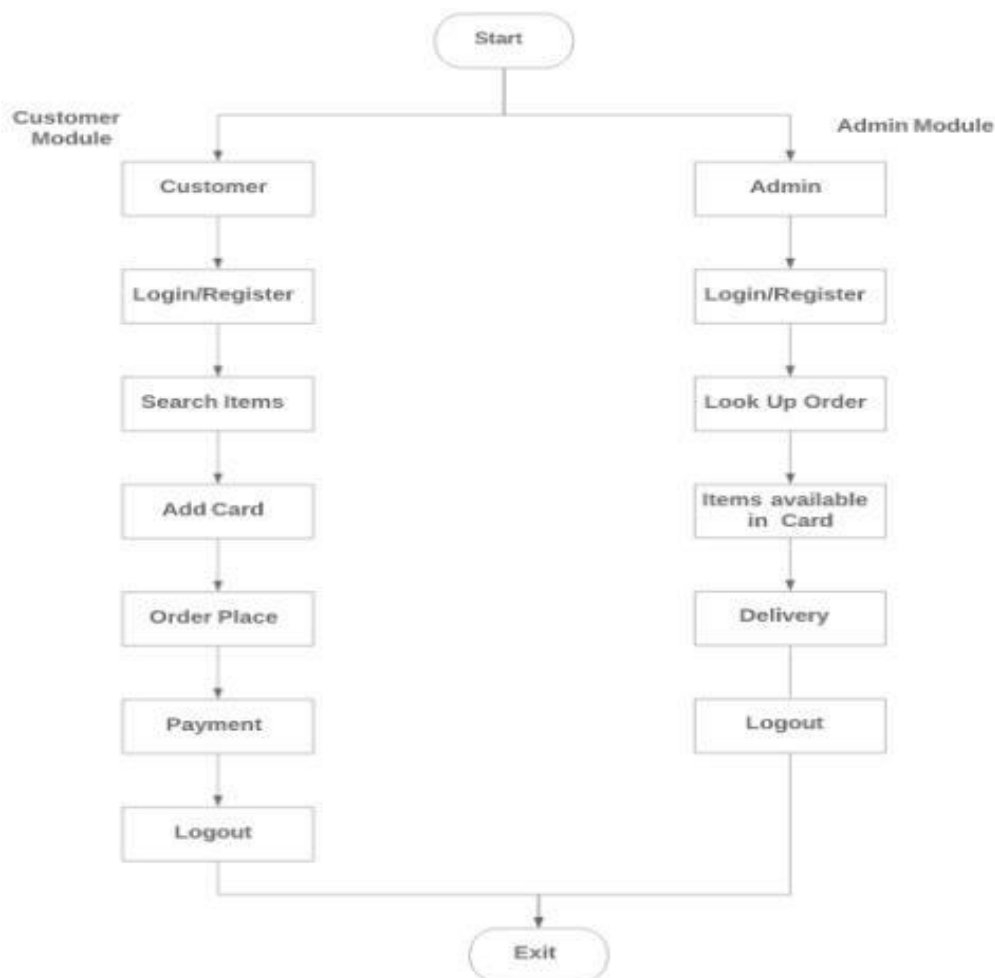 Start
Customer
Module
Customer
Login/Register
Search Items
Add Card
Order Place
Payment
Logout
Admin Module
Admin
Login/Register
Look Up Order
Items available
in Card
Delivery
Logout
Exit